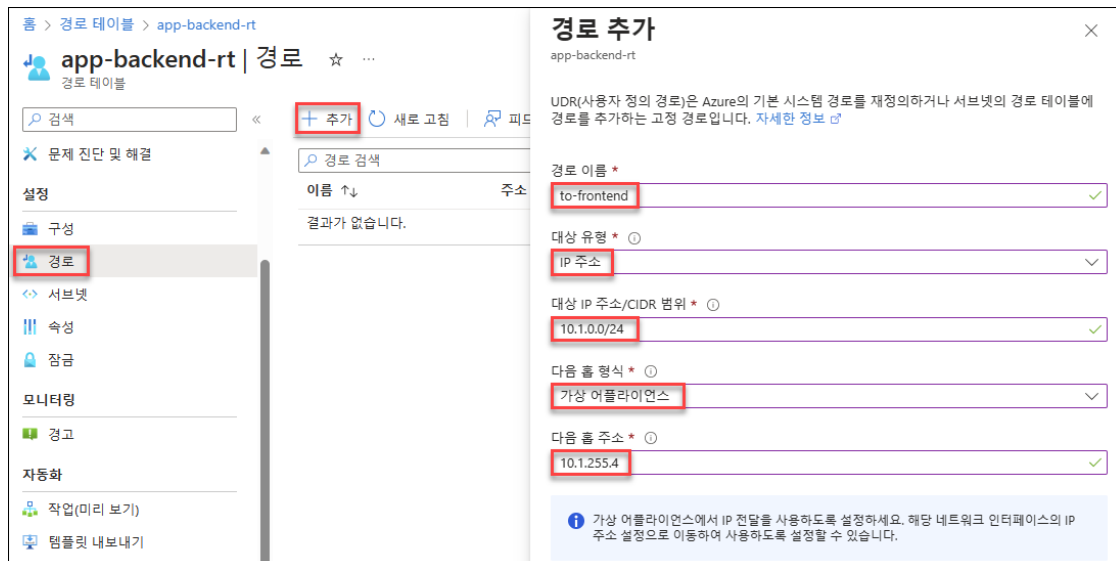 홈 > 경로 테이블 > app-backend-rt
app-backend-rt | 경로 ☆ ...
경로 테이블
검색 «
문제 진단 및 해결
설정
구성
경로
서브넷
속성
잠금
모니터링
경고
자동화
작업(미리 보기)
템플릿 내보내기
+ 추가 새로 고침
경로 검색
이름 ↑↓ 주소
결과가 없습니다.
경로 추가
app-backend-rt
UDR(사용자 정의 경로)은 Azure의 기본 시스템 경로를 재정의하거나 서브넷의 경로 테이블에
경로를 추가하는 고정 경로입니다. 자세한 정보
경로 이름 *
to-frontend
대상 유형 *
IP 주소
대상 IP 주소/CIDR 범위 *
10.1.0.0/24
다음 홉 형식 *
가상 어플라이언스
다음 홉 주소 *
10.1.255.4
가상 어플라이언스에서 IP 전달을 사용하도록 설정하세요. 해당 네트워크 인터페이스의 IP
주소 설정으로 이동하여 사용하도록 설정할 수 있습니다.